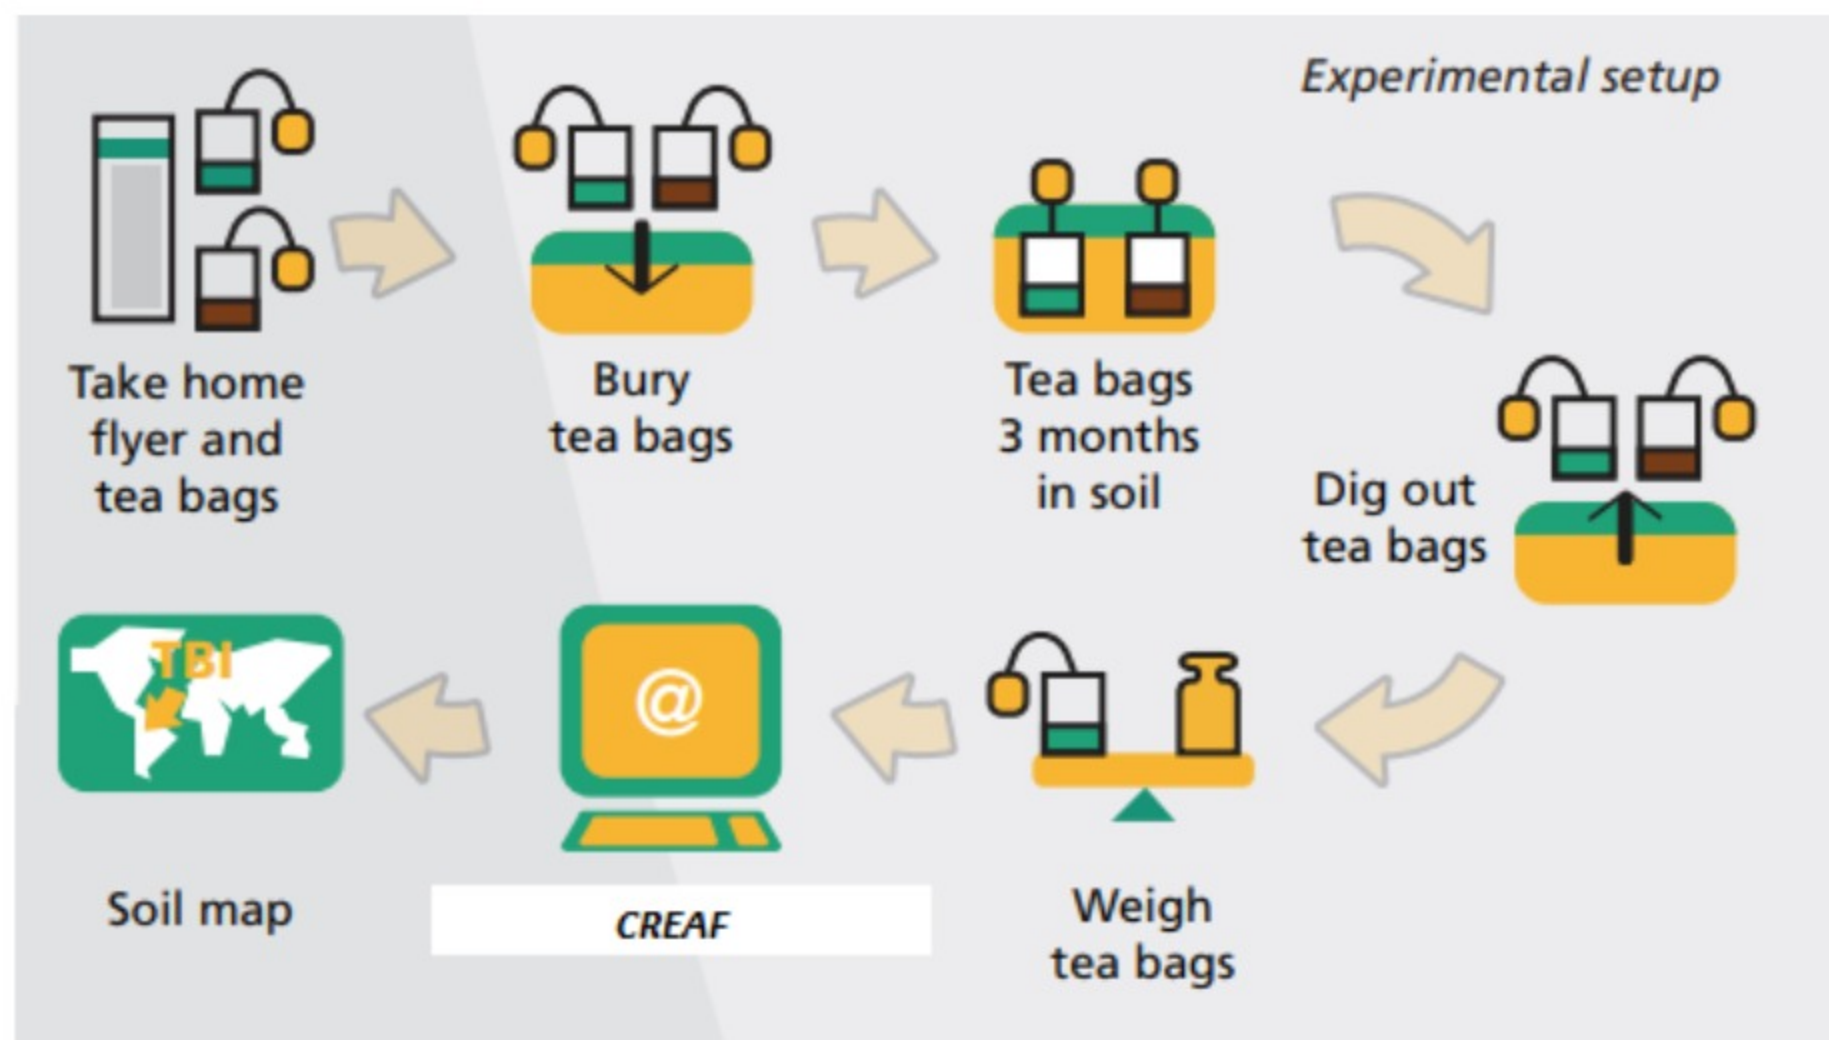 Experimental setup
Take home
flyer and
tea bags
Bury
tea bags
Tea bags
3 months
in soil
Dig out
tea bags
Weigh
tea bags
@
CREAF
TBI
Soil map